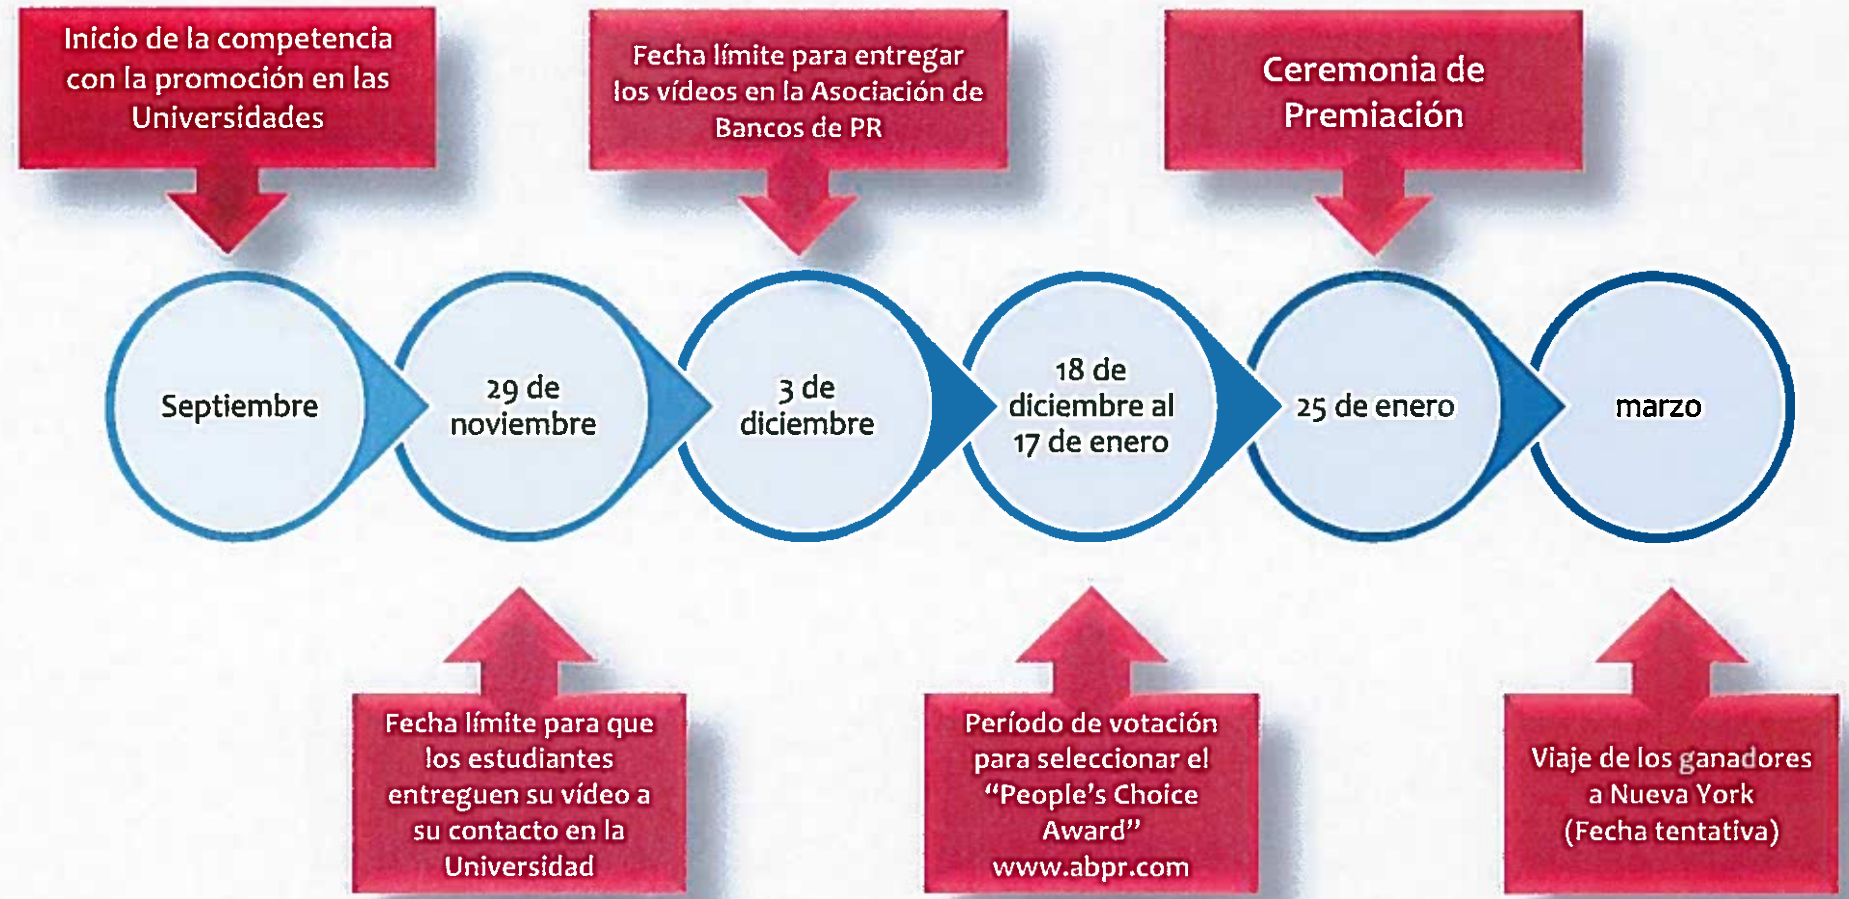 Inicio de la competencia
con la promoción en las
Universidades
Fecha límite para entregar
los vídeos en la Asociación de
Bancos de PR
Ceremonia de
Premiación
Septiembre
29 de
noviembre
3 de
diciembre
18 de
diciembre al
17 de enero
25 de enero
marzo
Fecha límite para que
los estudiantes
entreguen su vídeo a
su contacto en la
Universidad
Período de votación
para seleccionar el
“People’s Choice
Award”
www.abpr.com
Viaje de los ganadores
a Nueva York
(Fecha tentativa)